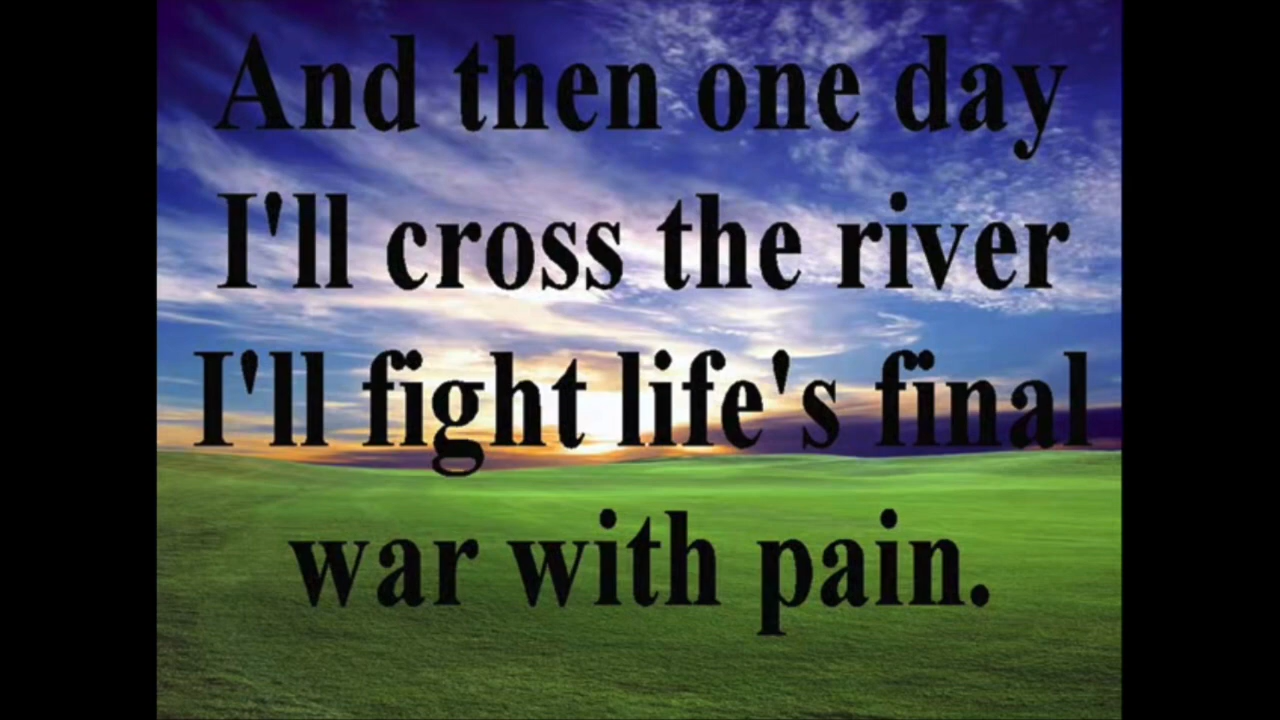 And then one day
I'll cross the river
I'll fight life's final
war with pain.